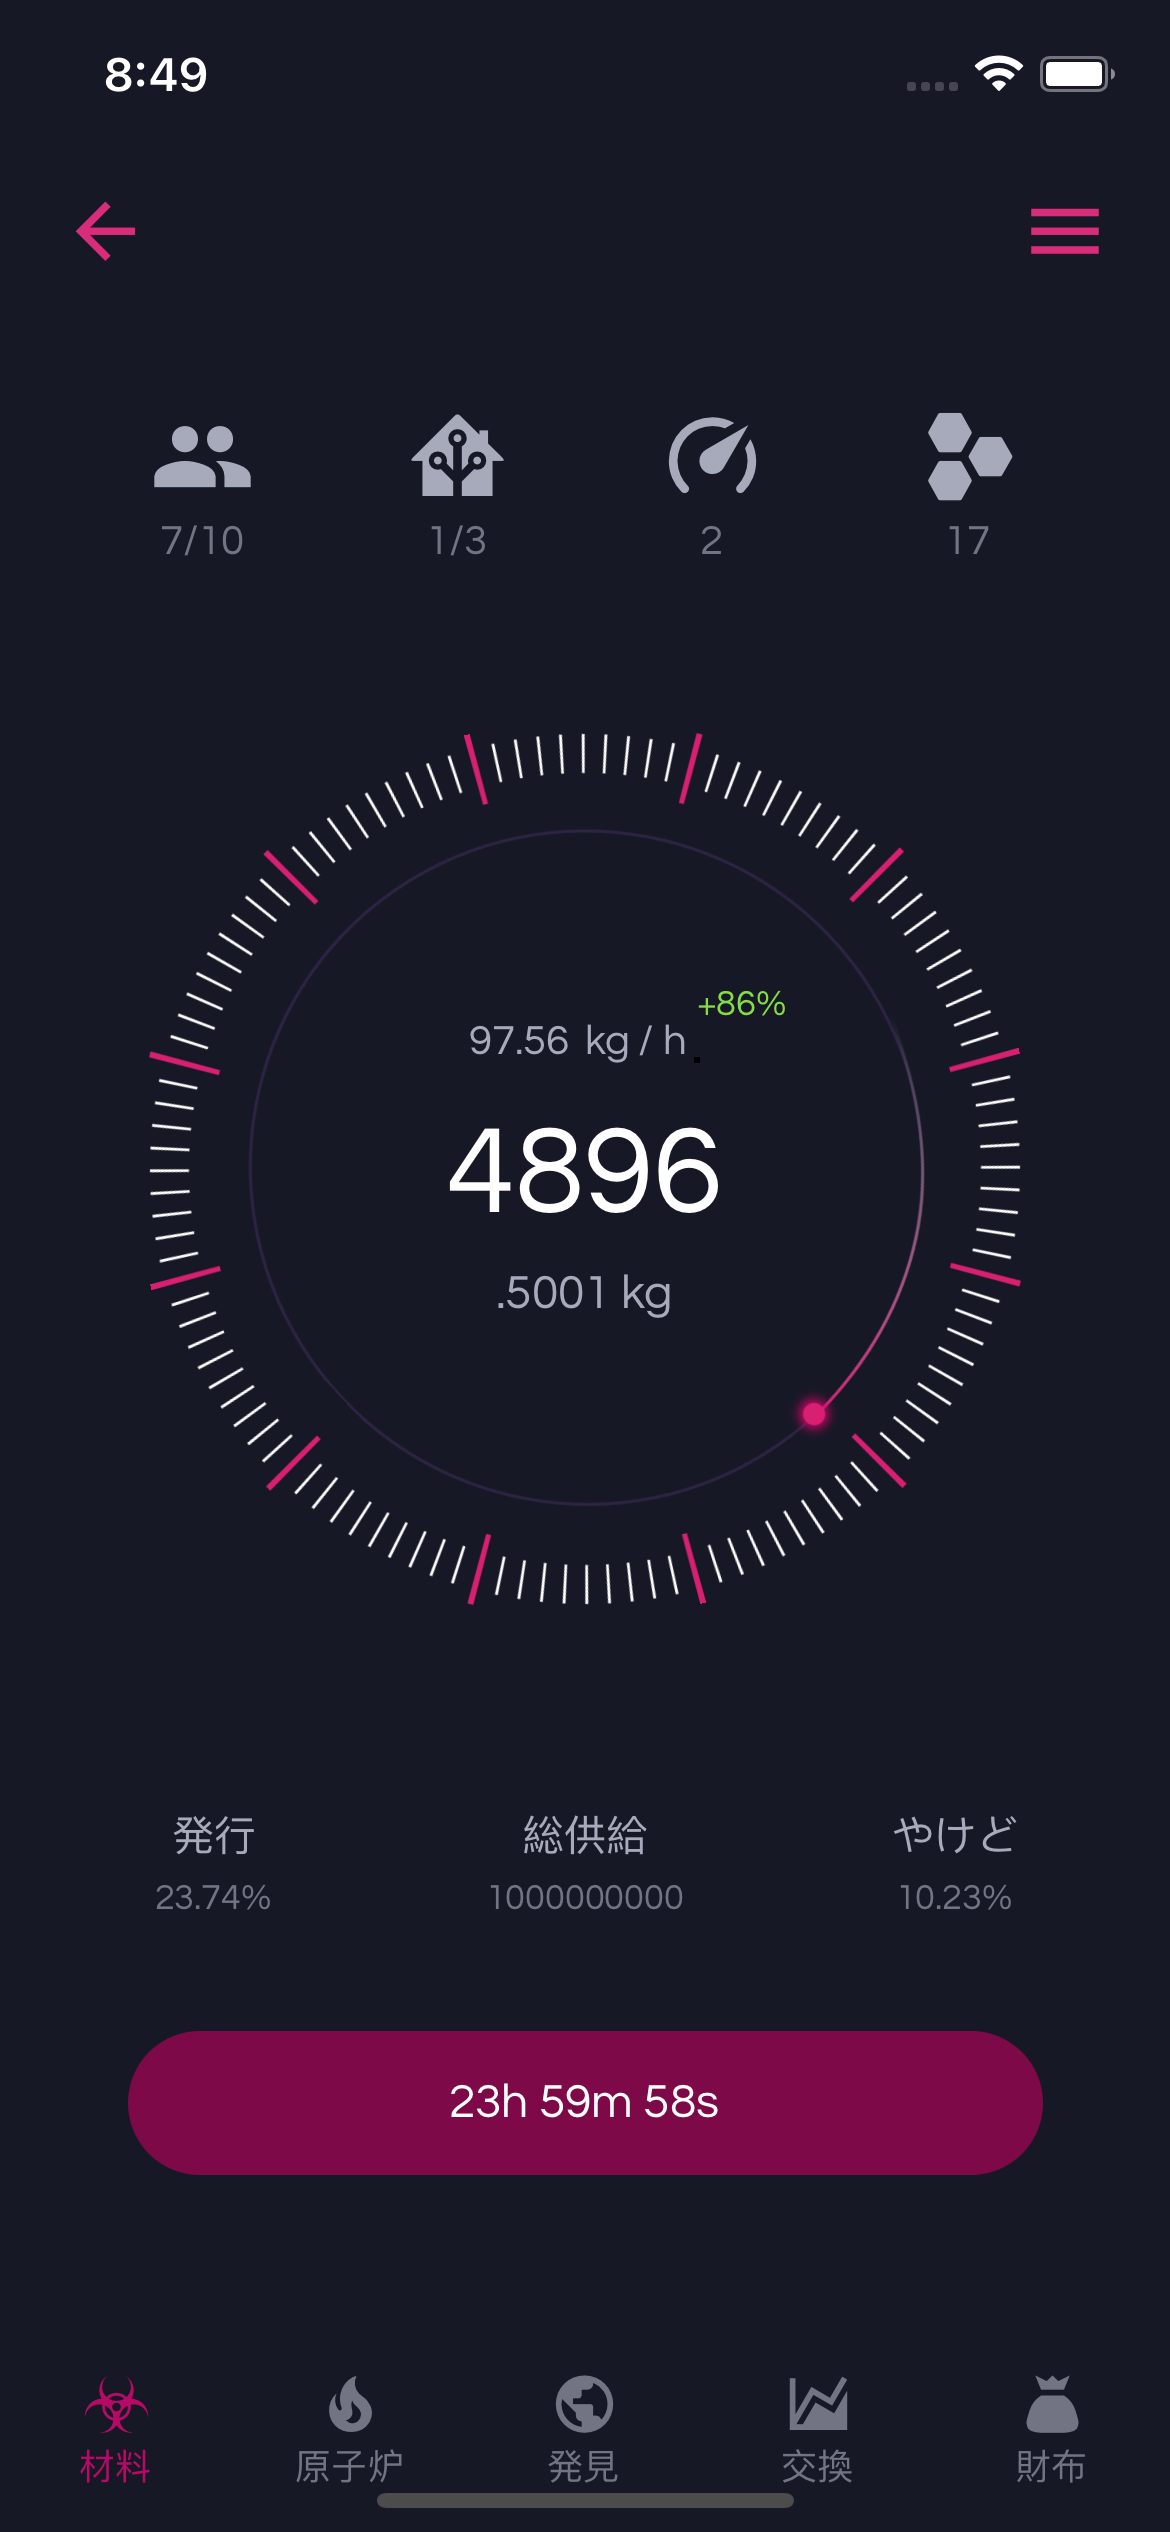 8:49
7/10 1/3 2 17
+86%
97.56 kg / h
4896
.5001 kg
発行 総供給 やけど
23.74% 1000000000 10.23%
23h 59m 58s
材料 原子炉 発見 交換 財布